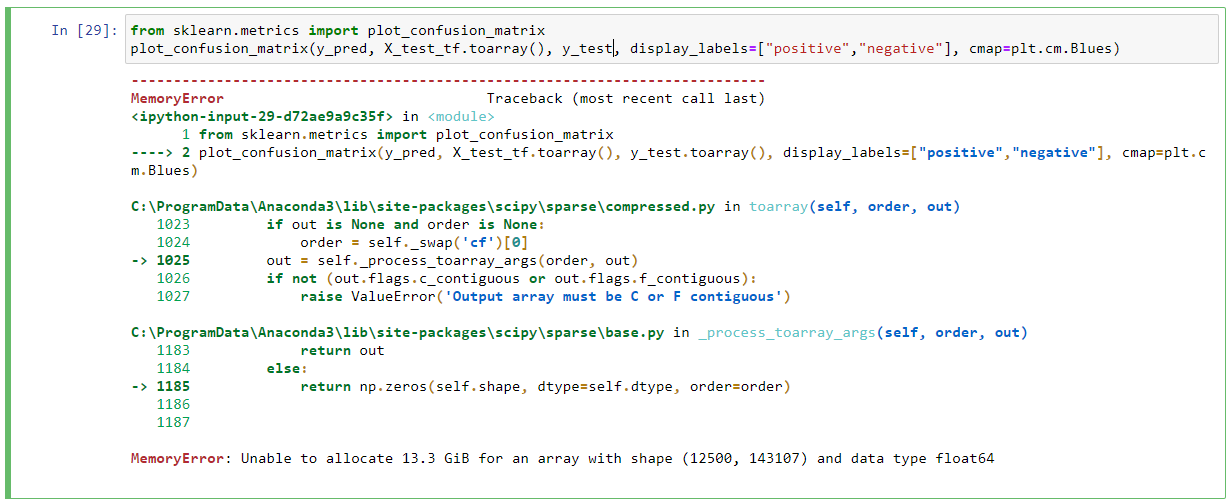 In [29]: from sklearn.metrics import plot_confusion_matrix
plot_confusion_matrix(y_pred, X_test_tf.toarray(), y_test, display_labels=["positive","negative"], cmap=plt.cm.Blues)
---------------------------------------------------------------------------
MemoryError                               Traceback (most recent call last)
<ipython-input-29-d72ae9a9c35f> in <module>
      1 from sklearn.metrics import plot_confusion_matrix
----> 2 plot_confusion_matrix(y_pred, X_test_tf.toarray(), y_test.toarray(), display_labels=["positive","negative"], cmap=plt.c
m.Blues)
C:\ProgramData\Anaconda3\lib\site-packages\scipy\sparse\compressed.py in toarray(self, order, out)
   1023         if out is None and order is None:
   1024             order = self._swap('cf')[0]
-> 1025         out = self._process_toarray_args(order, out)
   1026         if not (out.flags.c_contiguous or out.flags.f_contiguous):
   1027             raise ValueError('Output array must be C or F contiguous')
C:\ProgramData\Anaconda3\lib\site-packages\scipy\sparse\base.py in _process_toarray_args(self, order, out)
   1183             return out
   1184         else:
-> 1185             return np.zeros(self.shape, dtype=self.dtype, order=order)
   1186
   1187
MemoryError: Unable to allocate 13.3 GiB for an array with shape (12500, 143107) and data type float64